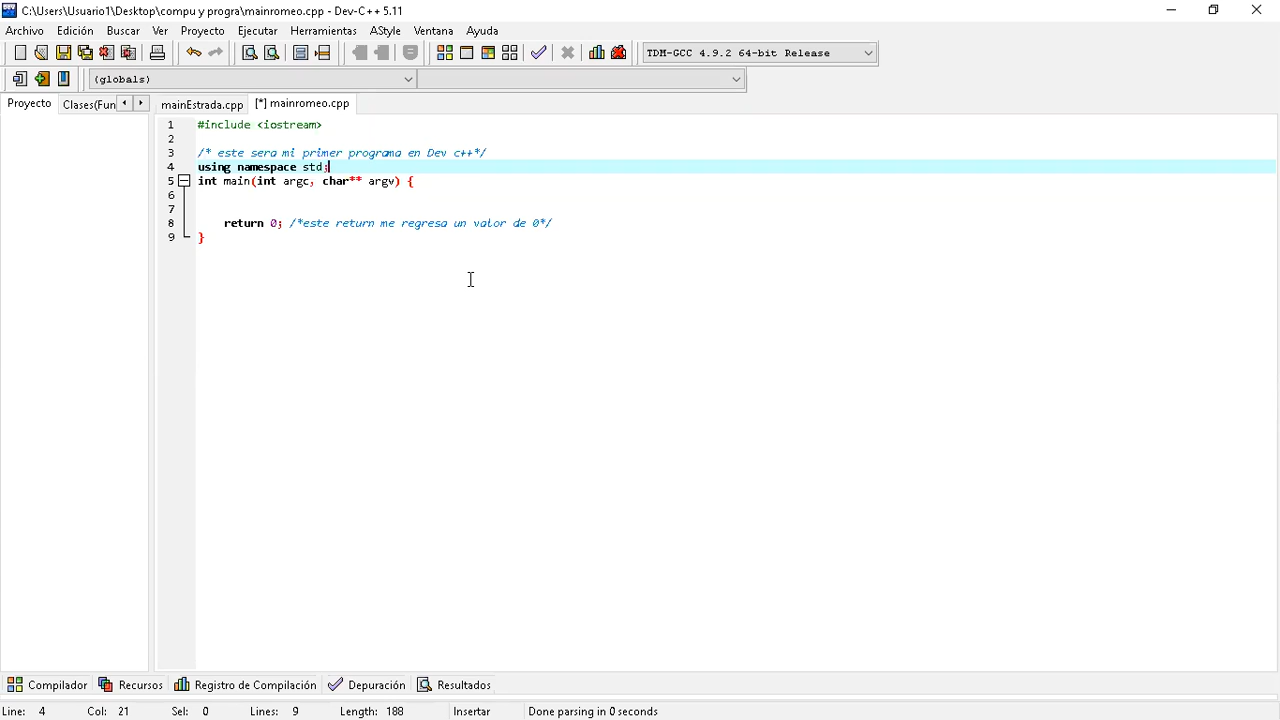 C:\Users\Usuario1\Desktop\compu y progra\mainromeo.cpp - Dev-C++ 5.11
Archivo Edición Buscar Ver Proyecto Ejecutar Herramientas AStyle Ventana Ayuda
TDM-GCC 4.9.2 64-bit Release
(globals)
Proyecto Clases(Fun mainEstrada.cpp [*] mainromeo.cpp
1 #include <iostream>
2
3 /* este sera mi primer programa en Dev c++*/
4 using namespace std;
5 int main(int argc, char** argv) {
6
7
8 return 0; /*este return me regresa un valor de 0*/
9 }
Compilador Recursos Registro de Compilación Depuración Resultados
Line: 4 Col: 21 Sel: 0 Lines: 9 Length: 188 Insertar Done parsing in 0 seconds